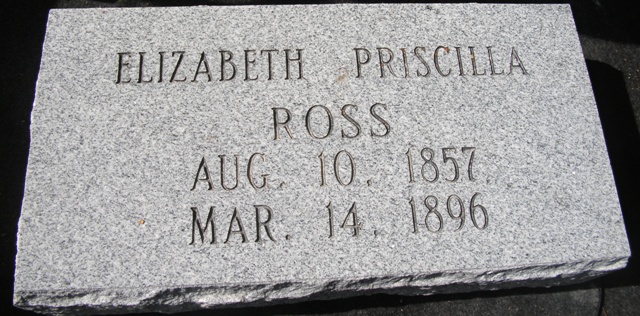 ELIZABETH PRISCILLA
ROSS
AUG. 10. 1857
MAR. 14. 1896